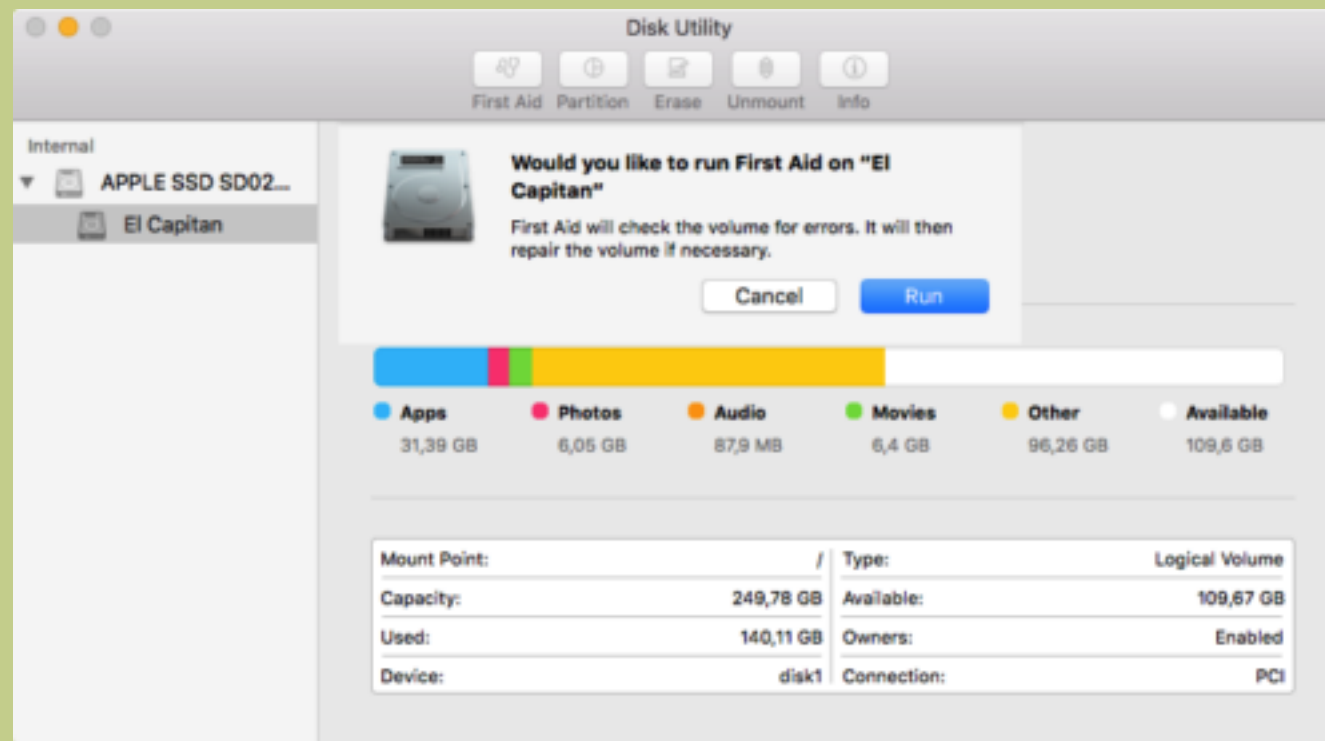 Disk Utility
First Aid Partition Erase Unmount Info
Internal
APPLE SSD SD02...
El Capitan
Would you like to run First Aid on "El
Capitan"
First Aid will check the volume for errors. It will then
repair the volume if necessary.
Cancel Run
Apps Photos Audio Movies Other Available
31,39 GB 6,05 GB 87,9 MB 6,4 GB 96,26 GB 109,6 GB
Mount Point: / Type: Logical Volume
Capacity: 249,78 GB Available: 109,67 GB
Used: 140,11 GB Owners: Enabled
Device: disk1 Connection: PCI